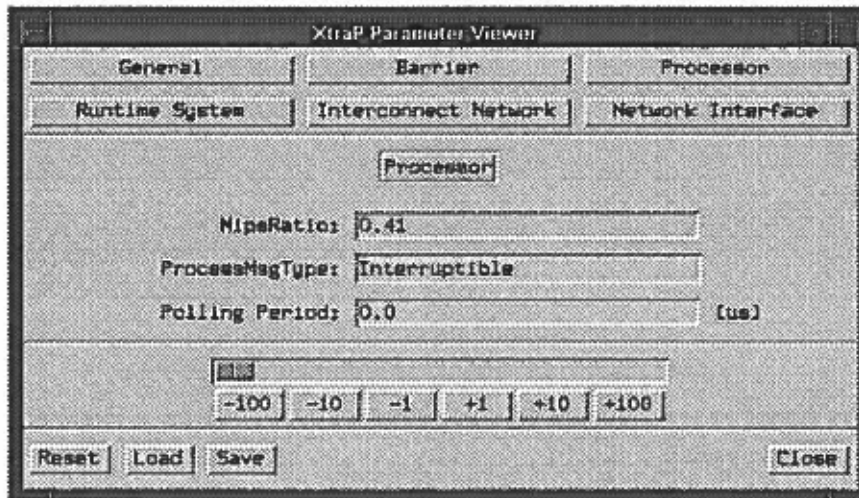 XtraP Parameter Viewer
General Barrier Processor
Runtime System Interconnect Network Network Interface
Processor
MipsRatio: 0.41
ProcessMsgType: Interruptible
Polling Period: 0.0 [us]
-100 -10 -1 +1 +10 +100
Reset Load Save Close